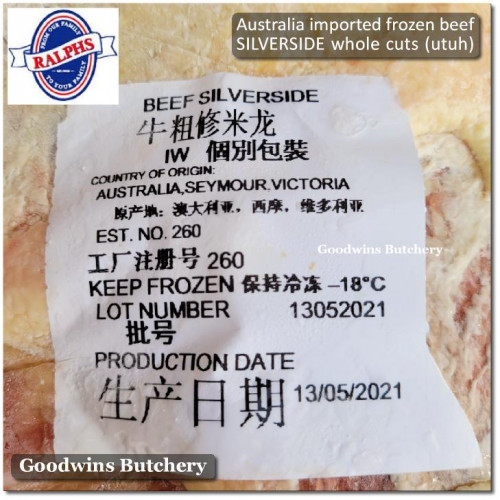 FROM OUR FAMILY
RALPHS
TO YOUR FAMILY
Australia imported frozen beef
SILVERSIDE whole cuts (utuh)
BEEF SILVERSIDE
牛粗修米龙
IW 個別包裝
COUNTRY OF ORIGIN:
AUSTRALIA,SEYMOUR,VICTORIA
原产地：澳大利亚，西摩，维多利亚
EST. NO. 260
Goodwins Butchery
工厂注册号 260
KEEP FROZEN 保持冷冻 –18°C
LOT NUMBER 13052021
批号
PRODUCTION DATE
生产日期 13/05/2021
Goodwins Butchery